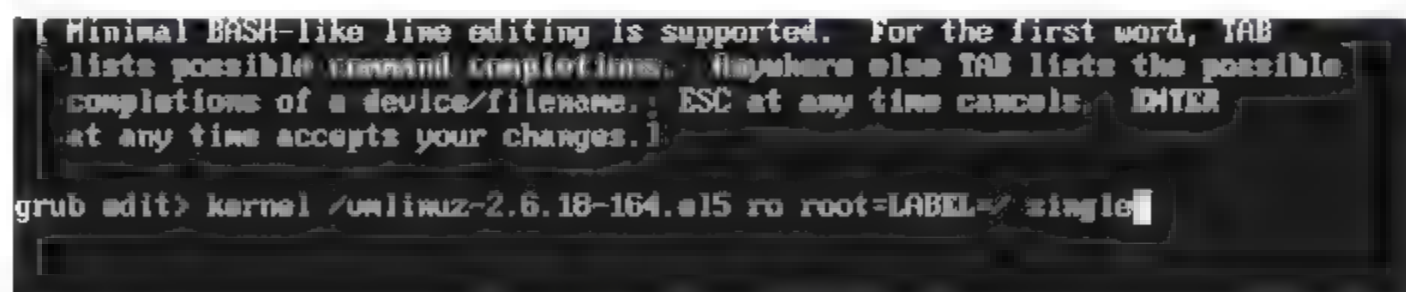 [ Minimal BASH-like line editing is supported.  For the first word, TAB
lists possible command completions.  Anywhere else TAB lists the possible
completions of a device/filename.  ESC at any time cancels.  ENTER
at any time accepts your changes.]
grub edit> kernel /vmlinuz-2.6.18-164.el5 ro root=LABEL=/ single